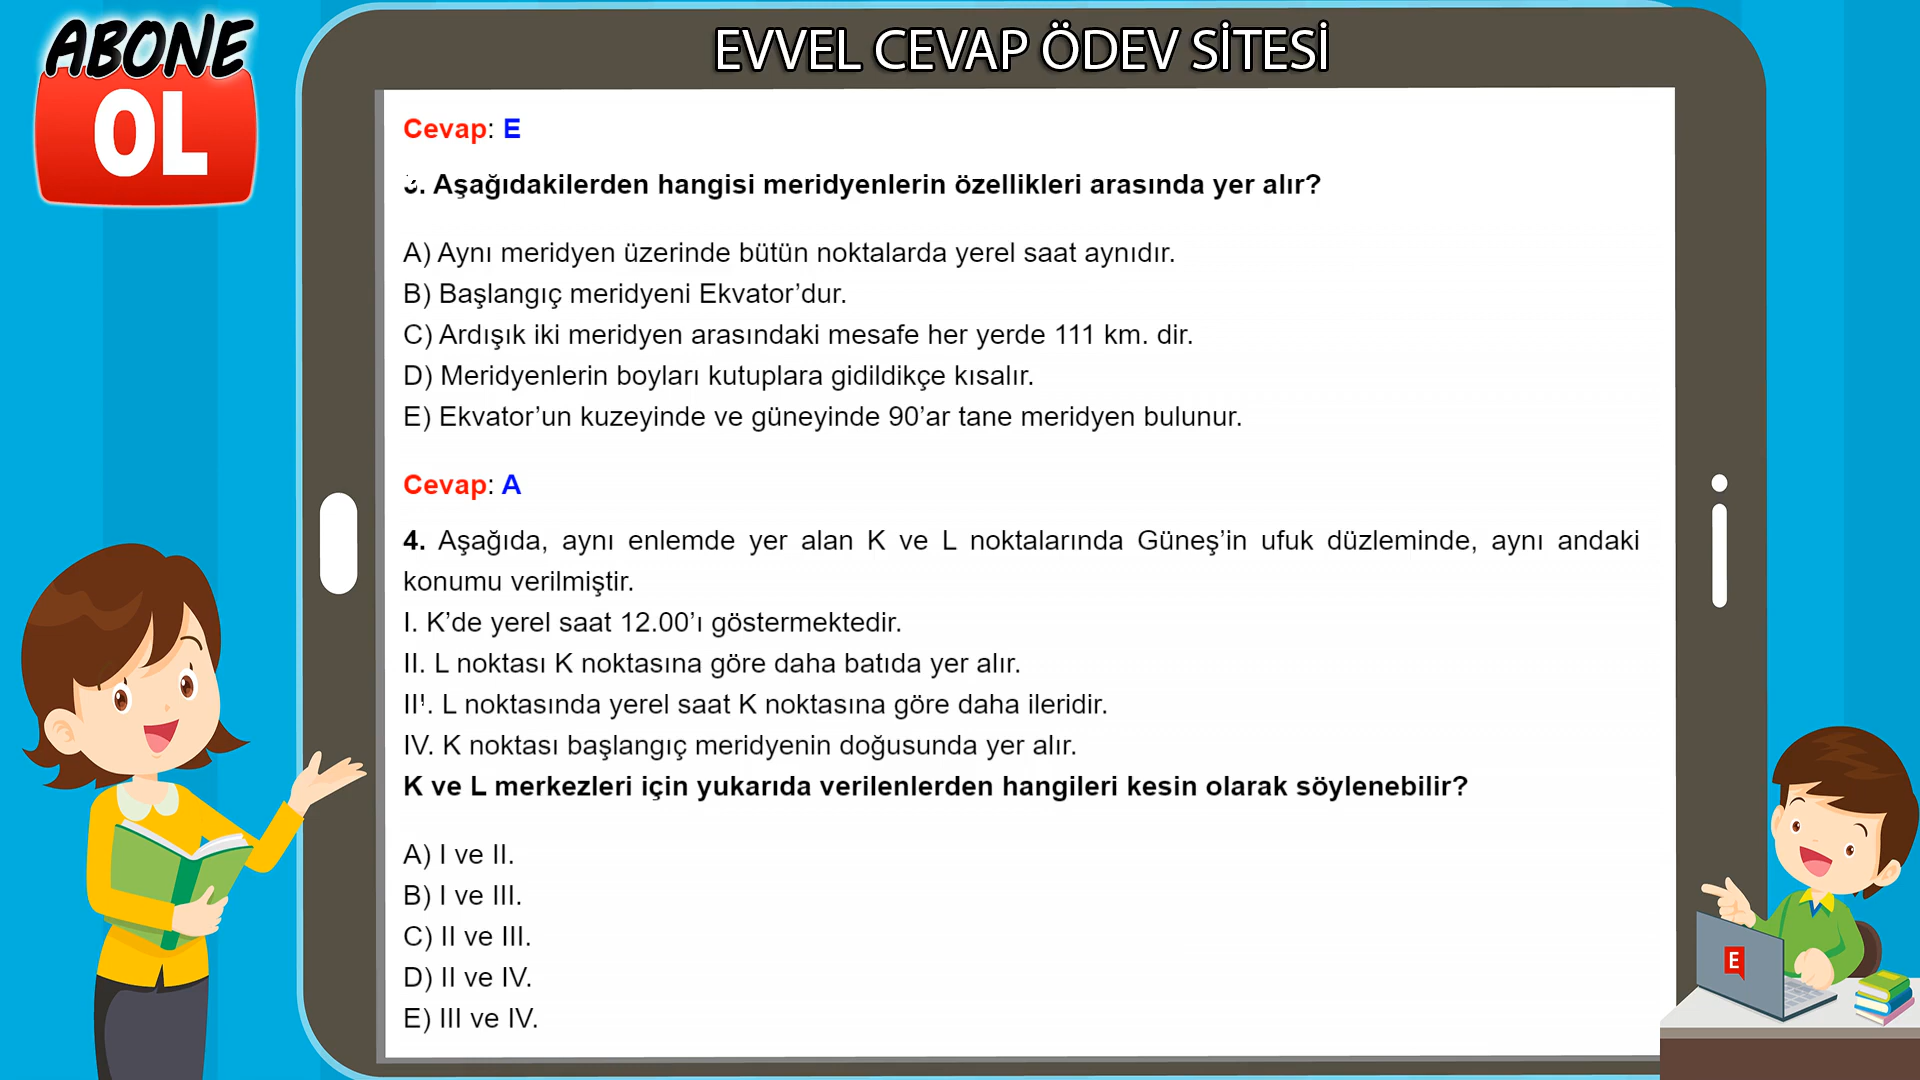 ABONE
OL
EVVEL CEVAP ÖDEV SİTESİ
Cevap: E
3. Aşağıdakilerden hangisi meridyenlerin özellikleri arasında yer alır?
A) Aynı meridyen üzerinde bütün noktalarda yerel saat aynıdır.
B) Başlangıç meridyeni Ekvator’dur.
C) Ardışık iki meridyen arasındaki mesafe her yerde 111 km. dir.
D) Meridyenlerin boyları kutuplara gidildikçe kısalır.
E) Ekvator’un kuzeyinde ve güneyinde 90’ar tane meridyen bulunur.
Cevap: A
4. Aşağıda, aynı enlemde yer alan K ve L noktalarında Güneş’in ufuk düzleminde, aynı andaki
konumu verilmiştir.
I. K’de yerel saat 12.00’ı göstermektedir.
II. L noktası K noktasına göre daha batıda yer alır.
III. L noktasında yerel saat K noktasına göre daha ileridir.
IV. K noktası başlangıç meridyenin doğusunda yer alır.
K ve L merkezleri için yukarıda verilenlerden hangileri kesin olarak söylenebilir?
A) I ve II.
B) I ve III.
C) II ve III.
D) II ve IV.
E) III ve IV.
E